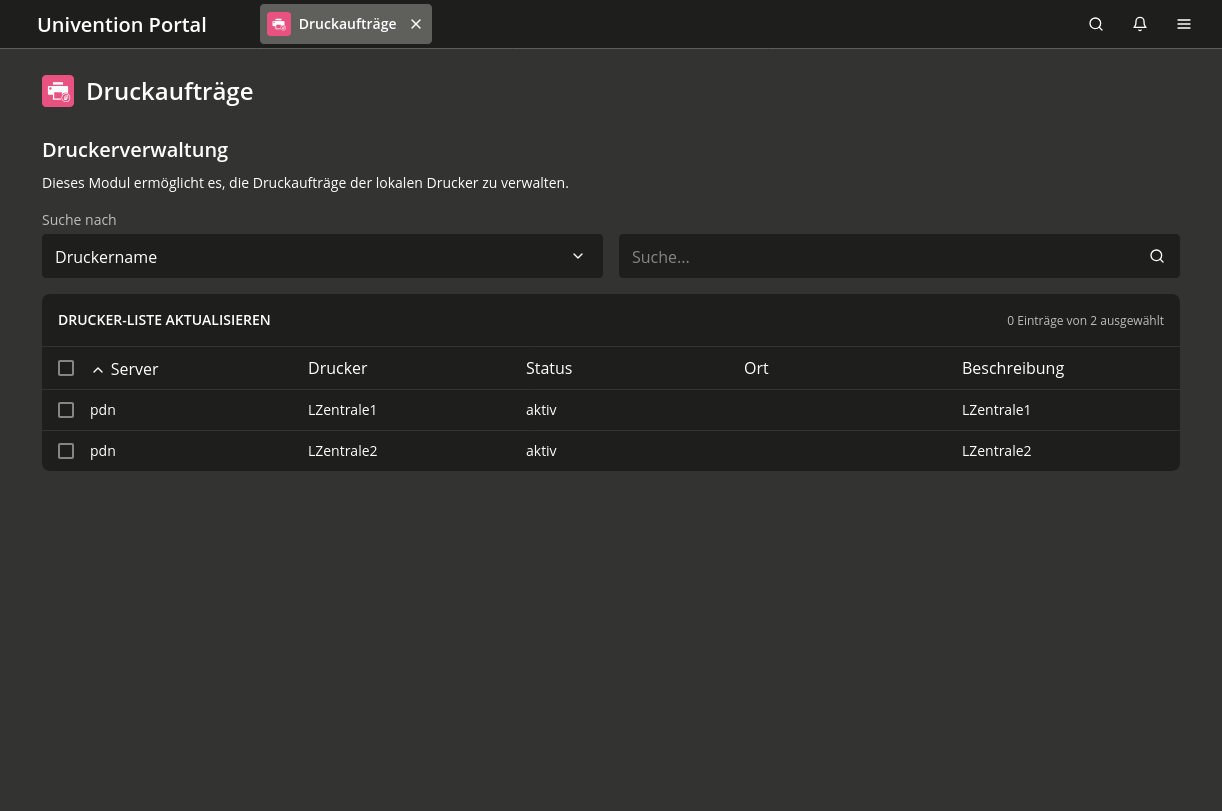 Univention Portal
Druckaufträge
Druckaufträge
Druckerverwaltung
Dieses Modul ermöglicht es, die Druckaufträge der lokalen Drucker zu verwalten.
Suche nach
Druckername
Suche...
DRUCKER-LISTE AKTUALISIEREN
0 Einträge von 2 ausgewählt
Server Drucker Status Ort Beschreibung
pdn LZentrale1 aktiv LZentrale1
pdn LZentrale2 aktiv LZentrale2